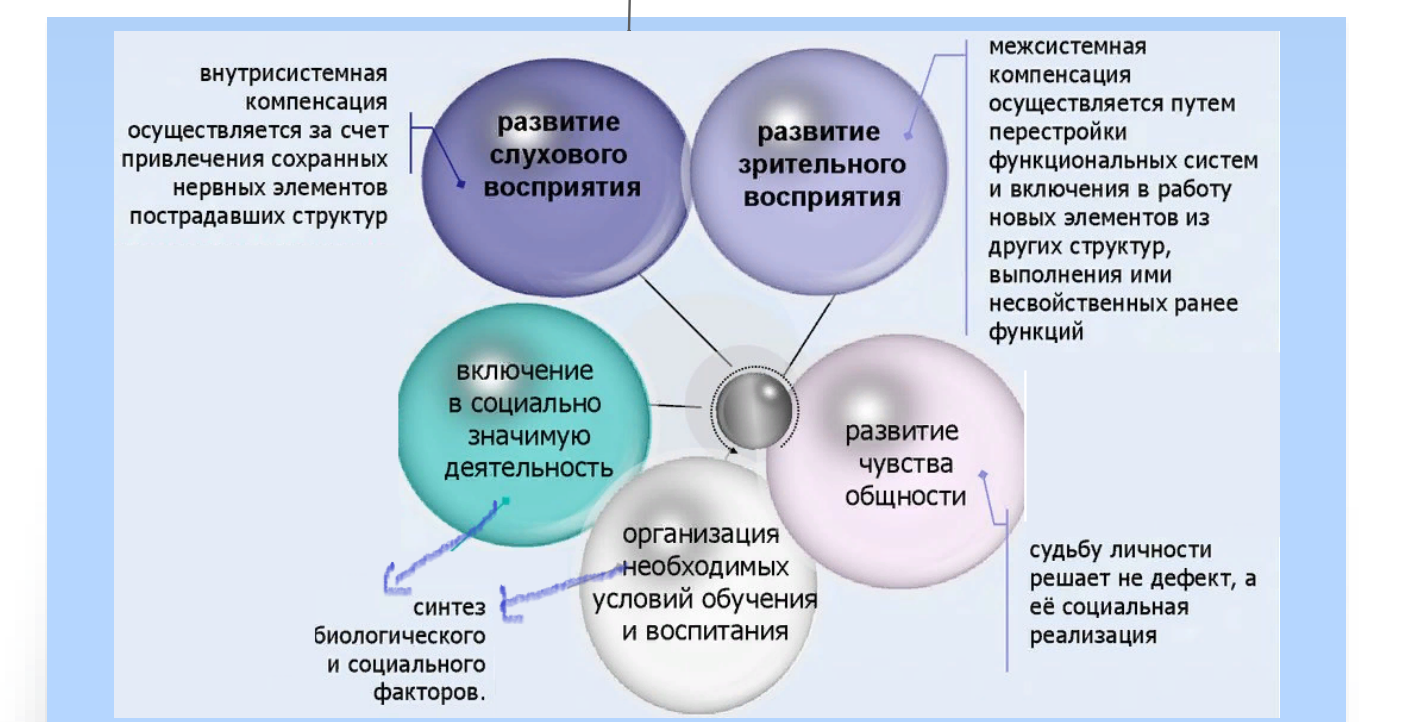 внутрисистемная
компенсация
осуществляется за счет
привлечения сохранных
нервных элементов
пострадавших структур
развитие
слухового
восприятия
развитие
зрительного
восприятия
межсистемная
компенсация
осуществляется путем
перестройки
функциональных систем
и включения в работу
новых элементов из
других структур,
выполнения ими
несвойственных ранее
функций
включение
в социально
значимую
деятельность
развитие
чувства
общности
организация
необходимых
условий обучения
и воспитания
синтез
биологического
и социального
факторов.
судьбу личности
решает не дефект, а
её социальная
реализация